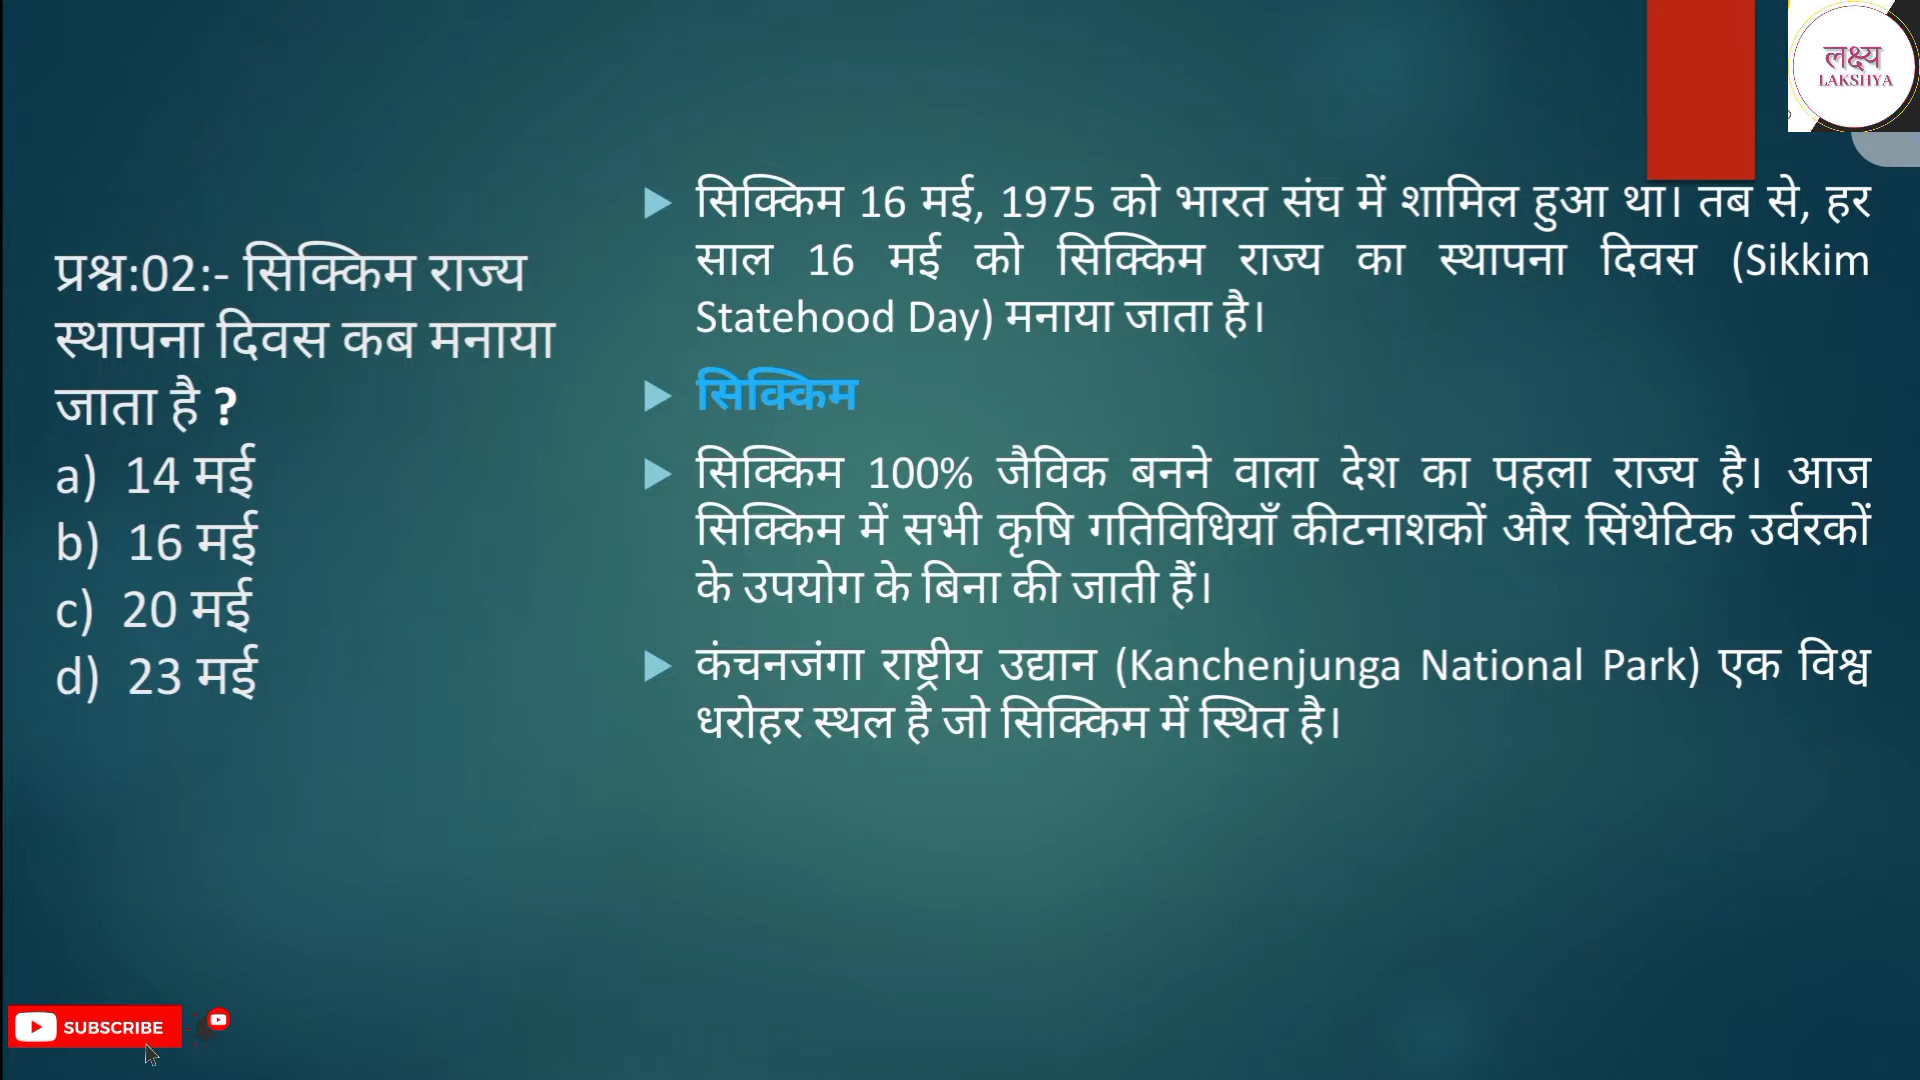 लक्ष्य
LAKSHYA
प्रश्न:02:- सिक्किम राज्य
स्थापना दिवस कब मनाया
जाता है ?
a) 14 मई
b) 16 मई
c) 20 मई
d) 23 मई
सिक्किम 16 मई, 1975 को भारत संघ में शामिल हुआ था। तब से, हर
साल 16 मई को सिक्किम राज्य का स्थापना दिवस (Sikkim
Statehood Day) मनाया जाता है।
सिक्किम
सिक्किम 100% जैविक बनने वाला देश का पहला राज्य है। आज
सिक्किम में सभी कृषि गतिविधियाँ कीटनाशकों और सिंथेटिक उर्वरकों
के उपयोग के बिना की जाती हैं।
कंचनजंगा राष्ट्रीय उद्यान (Kanchenjunga National Park) एक विश्व
धरोहर स्थल है जो सिक्किम में स्थित है।
SUBSCRIBE